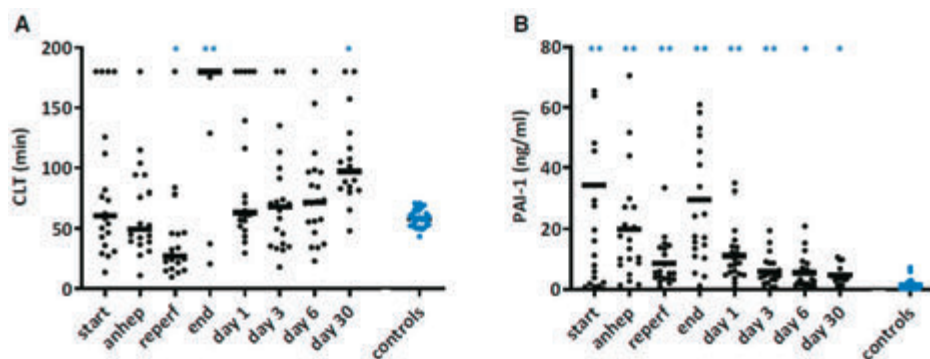 A
B
CLT (min)
200
150
100
50
0
start
anhep
reperf
end
day 1
day 3
day 6
day 30
controls
PAI-1 (ng/ml)
80
60
40
20
0
start
anhep
reperf
end
day 1
day 3
day 6
day 30
controls